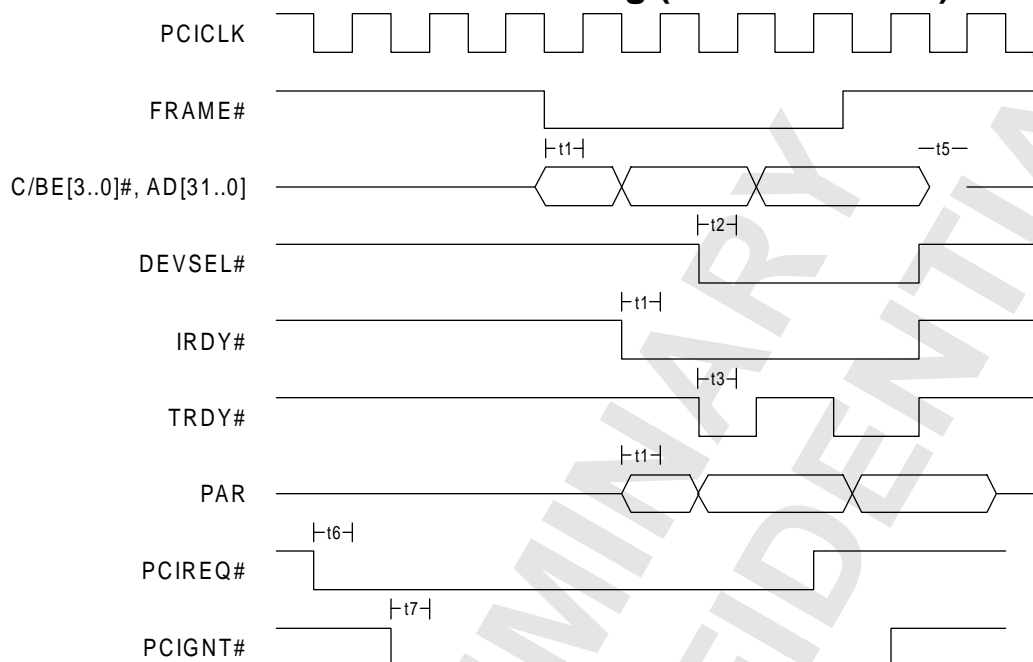 PCICLK
FRAME#
t1
t5
C/BE[3..0]#, AD[31..0]
t2
DEVSEL#
t1
IRDY#
t3
TRDY#
t1
PAR
t6
PCIREQ#
t7
PCIGNT#